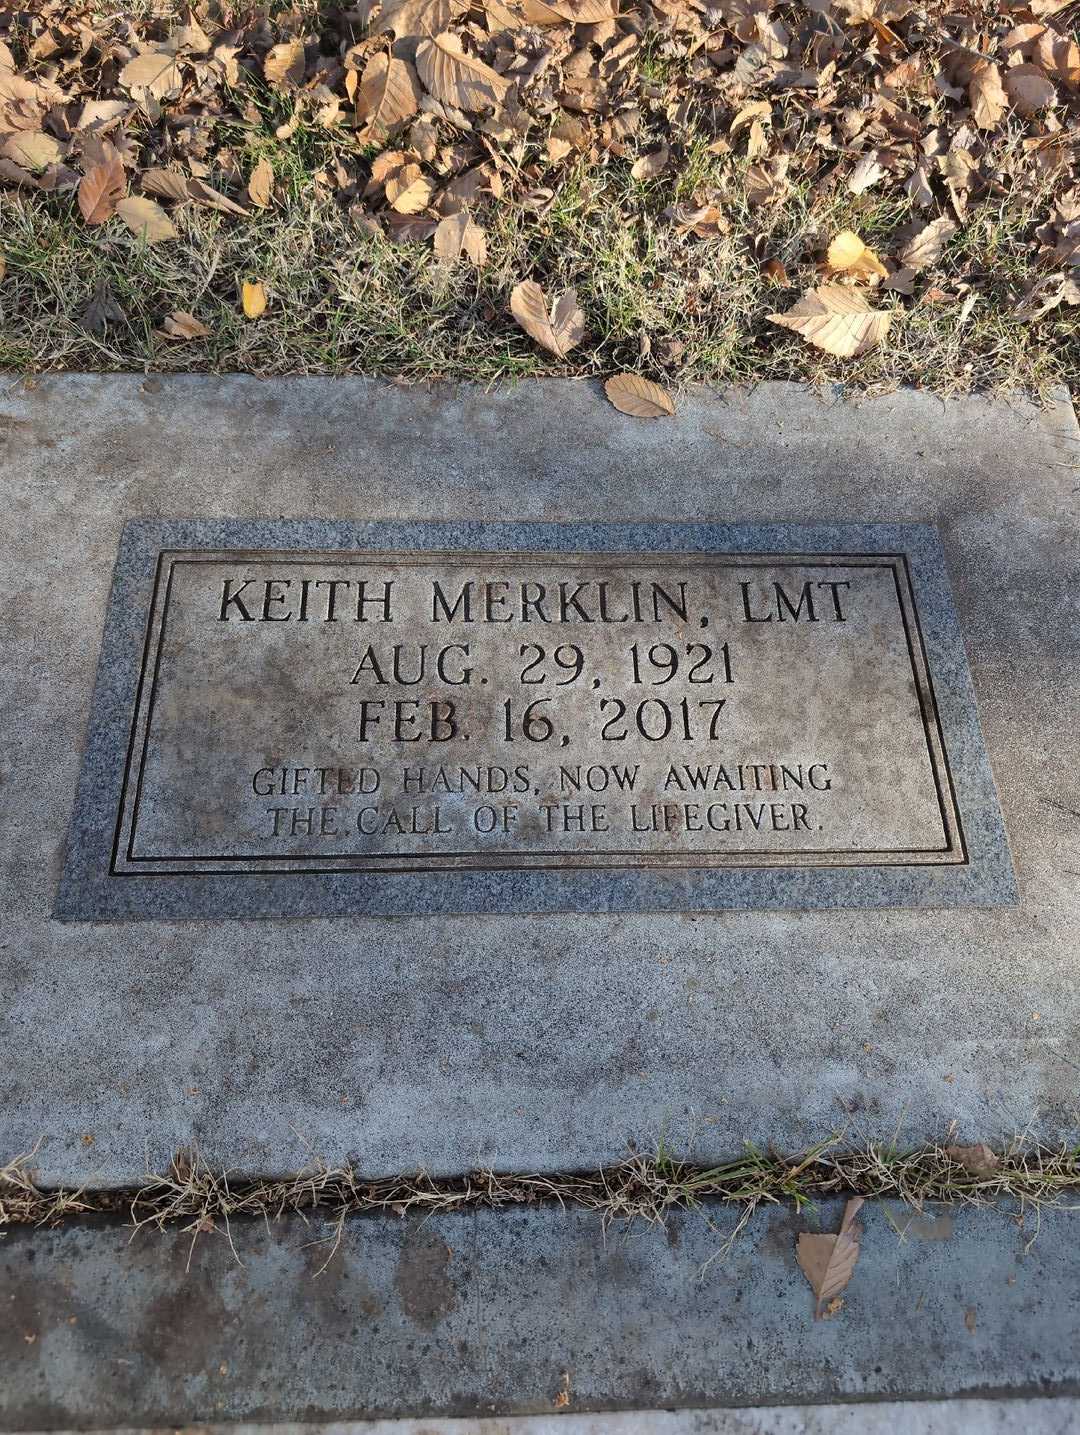 KEITH MERKLIN, LMT
AUG. 29, 1921
FEB. 16, 2017
GIFTED HANDS, NOW AWAITING
THE CALL OF THE LIFEGIVER.